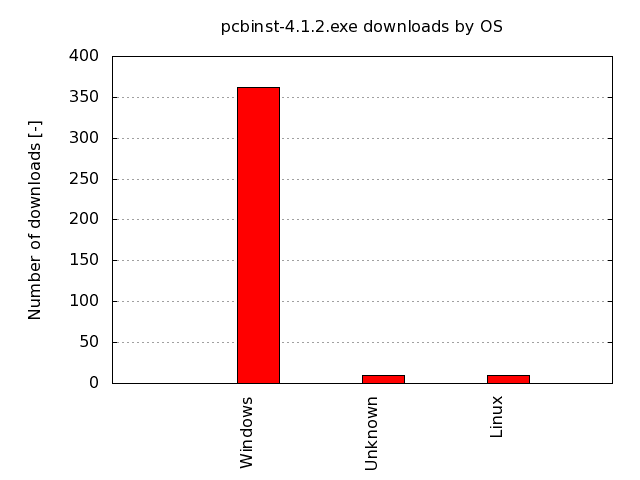 pcbinst-4.1.2.exe downloads by OS
Number of downloads [-]
400
350
300
250
200
150
100
50
0
Windows
Unknown
Linux